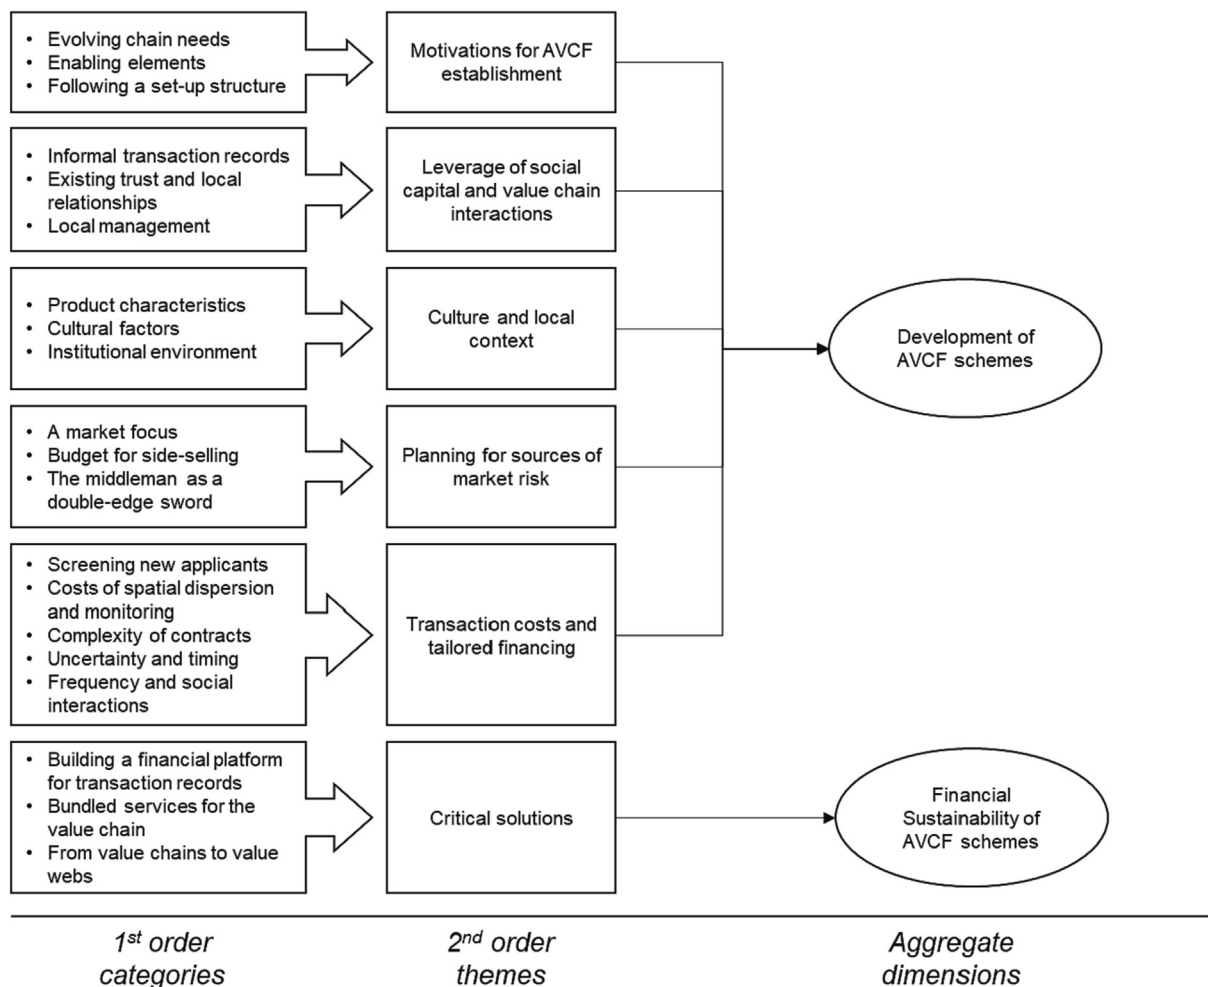 • Evolving chain needs
• Enabling elements
• Following a set-up structure
Motivations for AVCF
establishment
• Informal transaction records
• Existing trust and local
relationships
• Local management
Leverage of social
capital and value chain
interactions
• Product characteristics
• Cultural factors
• Institutional environment
Culture and local
context
Development of
AVCF schemes
• A market focus
• Budget for side-selling
• The middleman as a
double-edge sword
Planning for sources of
market risk
• Screening new applicants
• Costs of spatial dispersion
and monitoring
• Complexity of contracts
• Uncertainty and timing
• Frequency and social
interactions
Transaction costs and
tailored financing
• Building a financial platform
for transaction records
• Bundled services for the
value chain
• From value chains to value
webs
Critical solutions
Financial
Sustainability of
AVCF schemes
1st order
categories
2nd order
themes
Aggregate
dimensions